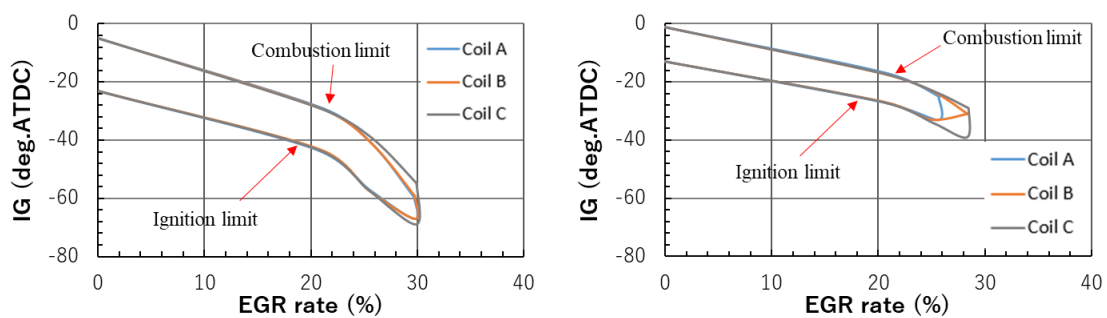 0
-20
-40
-60
-80
IG (deg.ATDC)
0
10
20
30
40
EGR rate (%)
Combustion limit
Ignition limit
Coil A
Coil B
Coil C
0
-20
-40
-60
-80
IG (deg.ATDC)
0
10
20
30
40
EGR rate (%)
Combustion limit
Ignition limit
Coil A
Coil B
Coil C